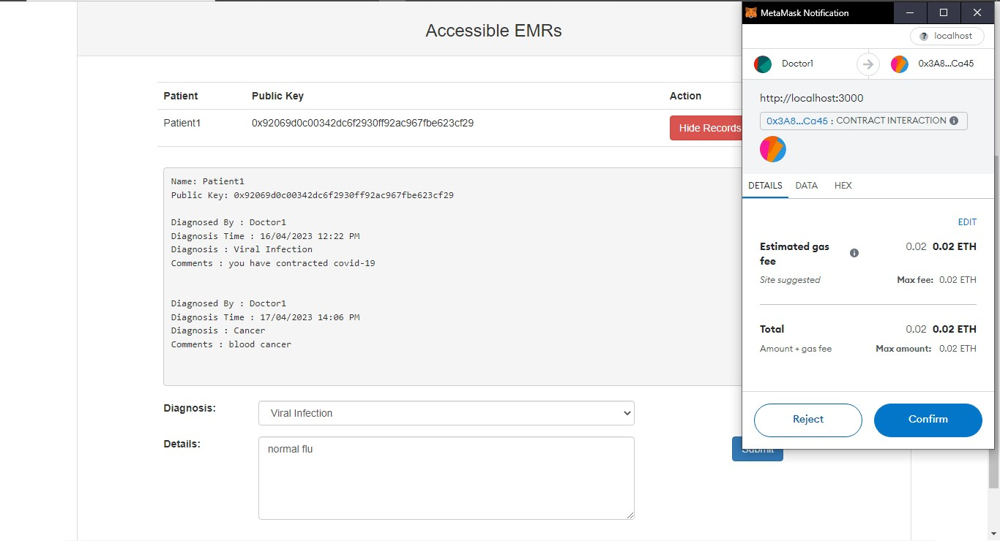 Accessible EMRs
Patient Public Key Action
Patient1 0x92069d0c00342dc6f2930ff92ac967fbe623cf29 Hide Records
Name: Patient1
Public Key: 0x92069d0c00342dc6f2930ff92ac967fbe623cf29
Diagnosed By : Doctor1
Diagnosis Time : 16/04/2023 12:22 PM
Diagnosis : Viral Infection
Comments : you have contracted covid-19
Diagnosed By : Doctor1
Diagnosis Time : 17/04/2023 14:06 PM
Diagnosis : Cancer
Comments : blood cancer
Diagnosis: Viral Infection
Details: normal flu
Submit
MetaMask Notification
? localhost
Doctor1 0x3A8...Ca45
http://localhost:3000
0x3A8...Ca45 : CONTRACT INTERACTION
DETAILS DATA HEX
EDIT
Estimated gas fee 0.02 0.02 ETH
Site suggested Max fee: 0.02 ETH
Total 0.02 0.02 ETH
Amount + gas fee Max amount: 0.02 ETH
Reject Confirm